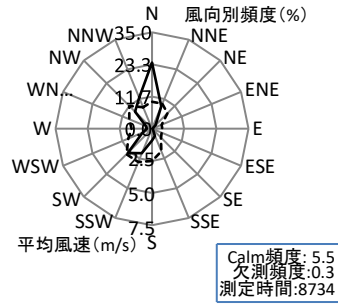 N
風向別頻度(%)
NNW
35.0
NNE
NW
23.3
NE
WN...
11.7
ENE
W
0.0
E
WSW
2.5
ESE
SW
5.0
SE
SSW
7.5
SSE
平均風速(m/s)
S
Calm頻度: 5.5
欠測頻度:0.3
測定時間:8734